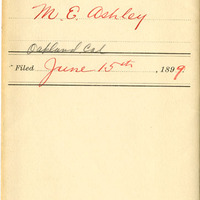 M. E. Ashley
Oakland Cal
Filed June 15th, 1899.